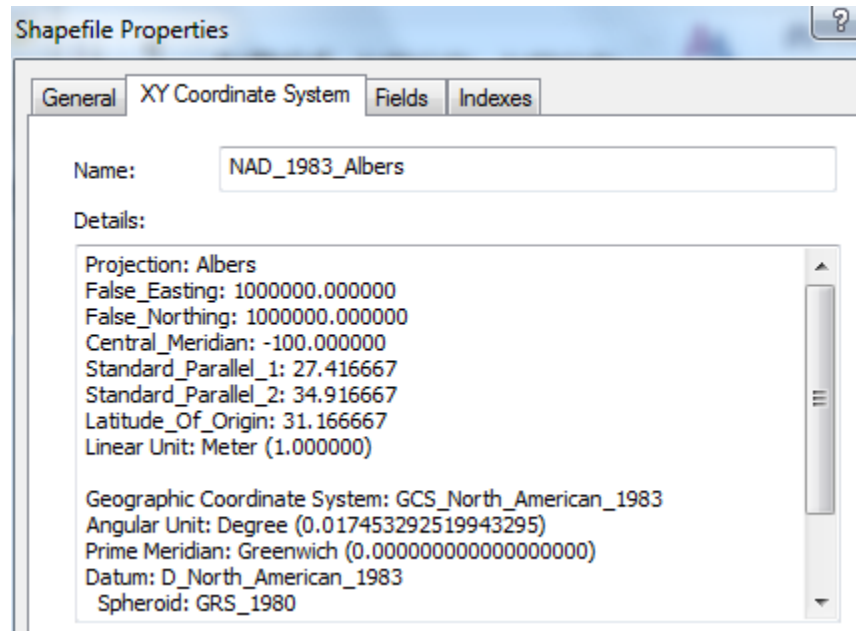 Shapefile Properties
?
General XY Coordinate System Fields Indexes
Name: NAD_1983_Albers
Details:
Projection: Albers
False_Easting: 1000000.000000
False_Northing: 1000000.000000
Central_Meridian: -100.000000
Standard_Parallel_1: 27.416667
Standard_Parallel_2: 34.916667
Latitude_Of_Origin: 31.166667
Linear Unit: Meter (1.000000)
Geographic Coordinate System: GCS_North_American_1983
Angular Unit: Degree (0.017453292519943295)
Prime Meridian: Greenwich (0.000000000000000000)
Datum: D_North_American_1983
Spheroid: GRS_1980